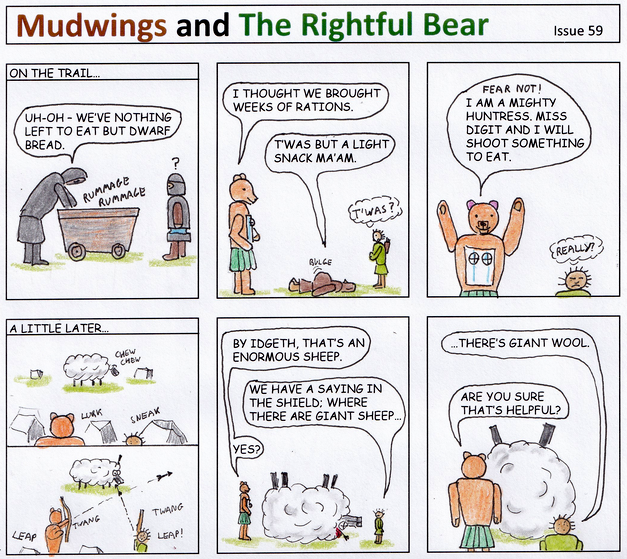 Mudwings and The Rightful Bear
Issue 59
ON THE TRAIL...
UH-OH - WE'VE NOTHING
LEFT TO EAT BUT DWARF
BREAD.
RUMMAGE
RUMMAGE
?
I THOUGHT WE BROUGHT
WEEKS OF RATIONS.
T'WAS BUT A LIGHT
SNACK MA'AM.
T'WAS?
BULGE
FEAR NOT!
I AM A MIGHTY
HUNTRESS. MISS
DIGIT AND I WILL
SHOOT SOMETHING
TO EAT.
REALLY?
A LITTLE LATER...
CHEW
CHEW
LURK
SNEAK
TWANG
TWANG
LEAP
LEAP!
BY IDGETH, THAT'S AN
ENORMOUS SHEEP.
WE HAVE A SAYING IN
THE SHIELD; WHERE
THERE ARE GIANT SHEEP...
YES?
...THERE'S GIANT WOOL.
ARE YOU SURE
THAT'S HELPFUL?